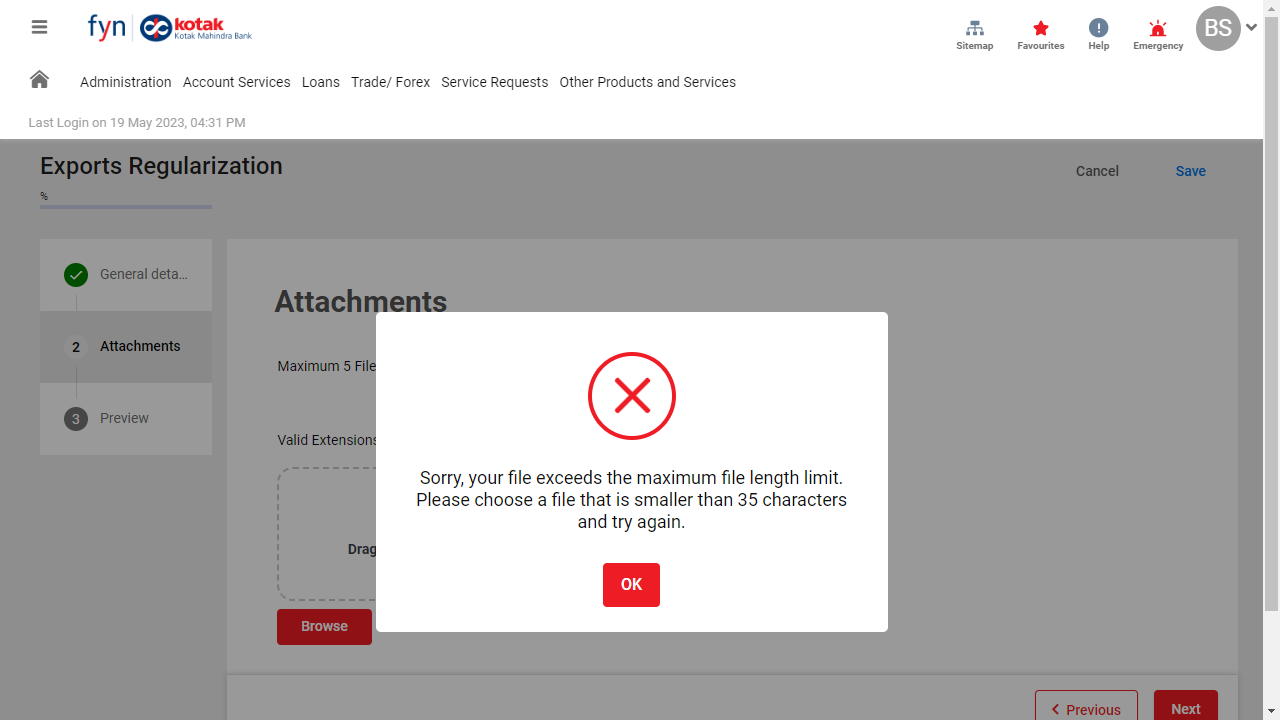 fyn kotak
Kotak Mahindra Bank
Sitemap Favourites Help Emergency BS
Administration Account Services Loans Trade/ Forex Service Requests Other Products and Services
Last Login on 19 May 2023, 04:31 PM
Exports Regularization Cancel Save
%
General deta...
2 Attachments
3 Preview
Attachments
Maximum 5 File
Valid Extensions
Drag
Browse
Sorry, your file exceeds the maximum file length limit.
Please choose a file that is smaller than 35 characters
and try again.
OK
Previous Next